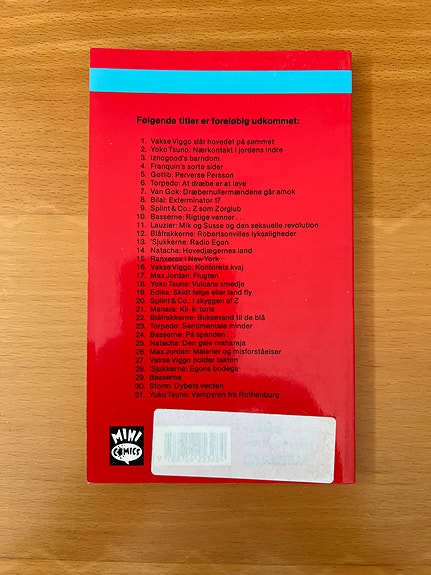 Følgende titler er foreløbig udkommet:
1. Vakse Viggo slår hovedet på sømmet
2. Yoko Tsuno: Nærkontakt i jordens indre
3. Iznogood's barndom
4. Franquin's sorte sider
5. Gotlib: Perverse Persson
6. Torpedo: At dræbe er at leve
7. Van Gok: Dræbernullermændene går amok
8. Bilal: Exterminator 17
9. Splint & Co.: Z som Zorglub
10. Basserne: Rigtige venner...
11. Lauzier: Mik og Susse og den seksuelle revolution
12. Blåfrakkerne: Robertsonvilles lyksaligheder
13. 'Sjukkerne: Radio Egon
14. Natacha: Hovedjægernes land
15. Ranxerox i New York
16. Vakse Viggo: Kontorets kvaj
17. Max Jordan: Flugten
18. Yoko Tsuno: Vulcans smedje
19. Edika: Skidt følge eller land fly
20. Splint & Co.: I skyggen af Z
21. Manara: Kli-k-toris
22. Blåfrakkerne: Buksevand til de blå
23. Torpedo: Sentimentale minder
24. Basserne: På spanden...
25. Natacha: Den gale maharaja
26. Max Jordan: Malerier og misforståelser
27. Vakse Viggo holder takten
28. 'Sjukkerne: Egons bodega
29. Basserne
30. Storm: Dybets verden
31. Yoko Tsuno: Vampyren fra Rothenburg
MINI
COMICS